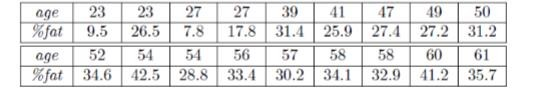 age 23 23 27 27 39 41 47 49 50
%fat 9.5 26.5 7.8 17.8 31.4 25.9 27.4 27.2 31.2
age 52 54 54 56 57 58 58 60 61
%fat 34.6 42.5 28.8 33.4 30.2 34.1 32.9 41.2 35.7